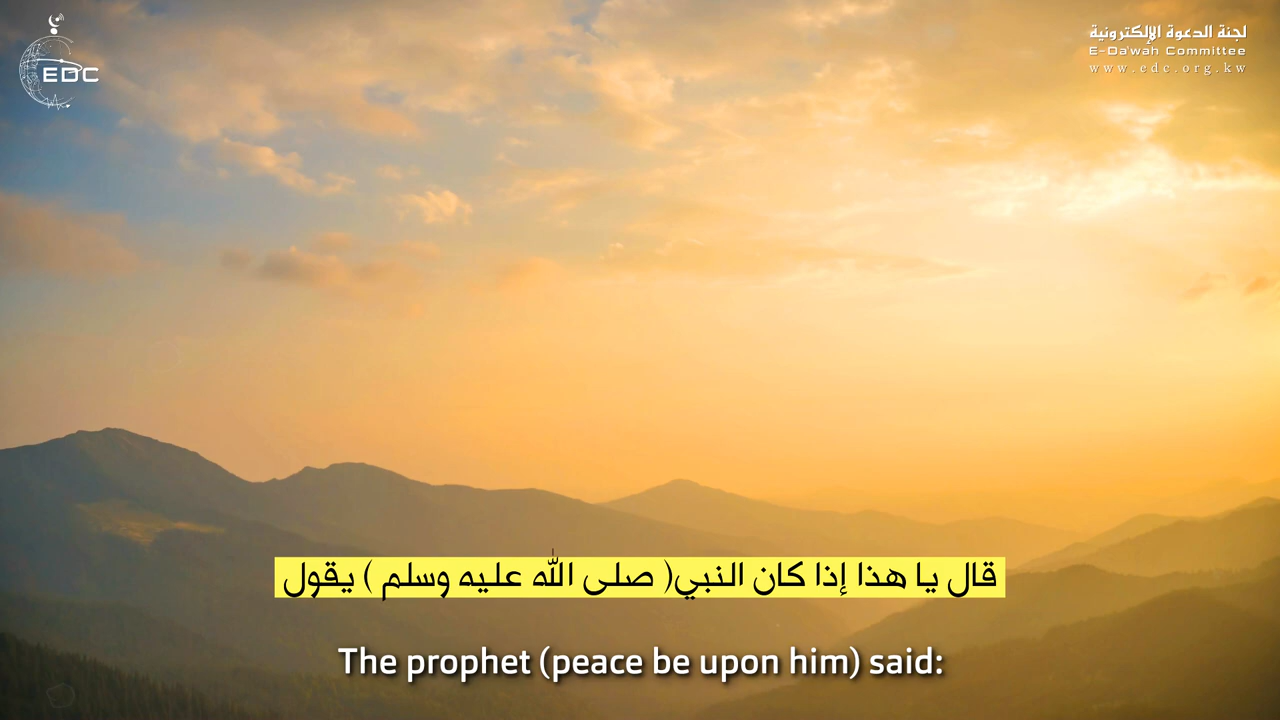 EDC
لجنة الدعوة الإلكترونية
E-Da'wah Committee
www.edc.org.kw
قال يا هذا إذا كان النبي( صلى الله عليه وسلم ) يقول
The prophet (peace be upon him) said: